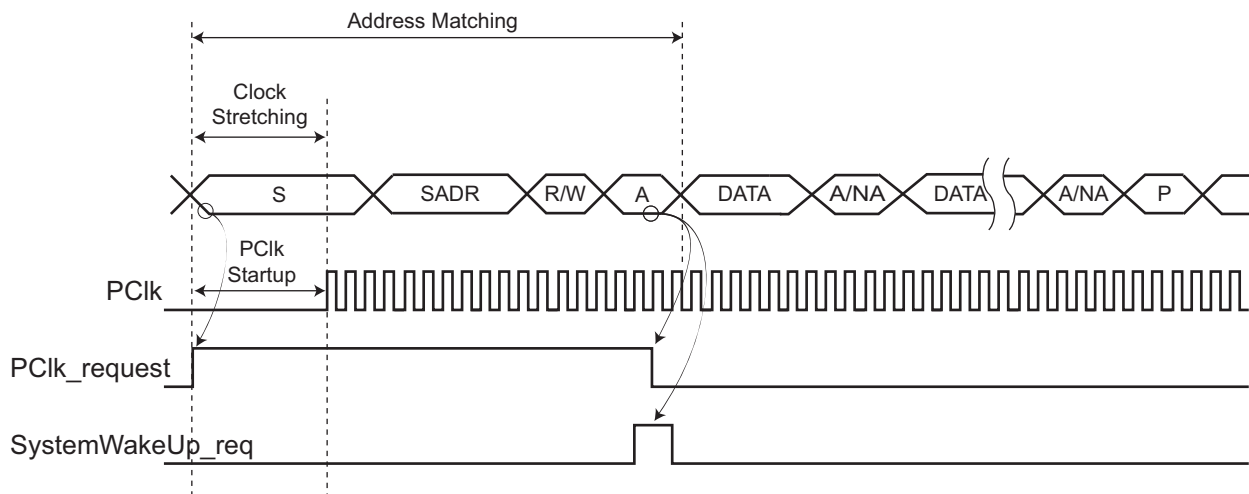 Address Matching
Clock
Stretching
S SADR R/W A DATA A/NA DATA A/NA P
PClk
Startup
PClk
PClk_request
SystemWakeUp_req